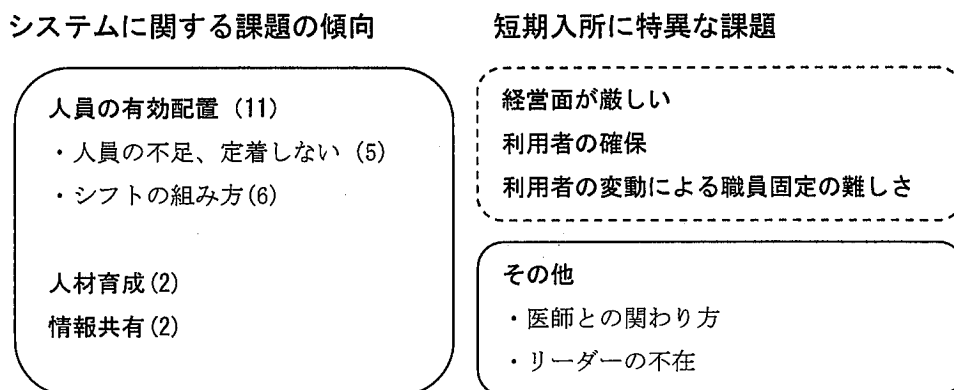 システムに関する課題の傾向
人員の有効配置 (11)
・人員の不足、定着しない (5)
・シフトの組み方(6)
人材育成(2)
情報共有(2)
短期入所に特異な課題
経営面が厳しい
利用者の確保
利用者の変動による職員固定の難しさ
その他
・医師との関わり方
・リーダーの不在